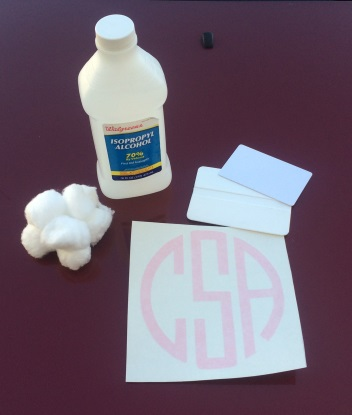 Walgreens
ISOPROPYL
ALCOHOL
70%
CSA